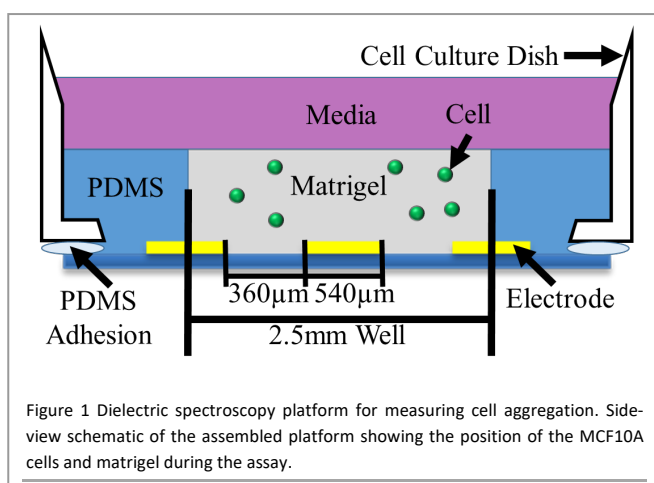 Cell Culture Dish
Media
Cell
PDMS
Matrigel
360µm 540µm
PDMS
Adhesion
Electrode
2.5mm Well
Figure 1 Dielectric spectroscopy platform for measuring cell aggregation. Side-
view schematic of the assembled platform showing the position of the MCF10A
cells and matrigel during the assay.